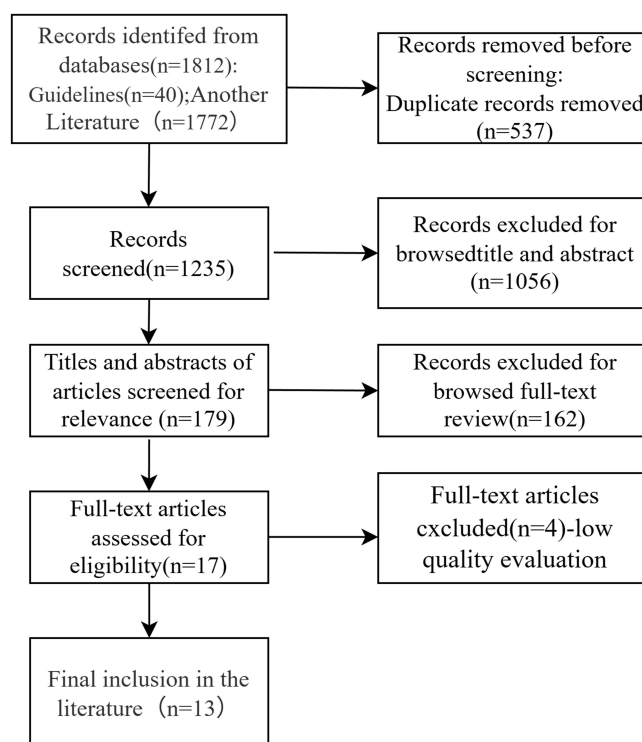 Records identifed from
databases(n=1812):
Guidelines(n=40);Another
Literature（n=1772）
Records removed before
screening:
Duplicate records removed
(n=537)
Records
screened(n=1235)
Records excluded for
browsedtitle and abstract
(n=1056)
Titles and abstracts of
articles screened for
relevance (n=179)
Records excluded for
browsed full-text
review(n=162)
Full-text articles
assessed for
eligibility(n=17)
Full-text articles
cxcluded(n=4)-low
quality evaluation
Final inclusion in the
literature（n=13）